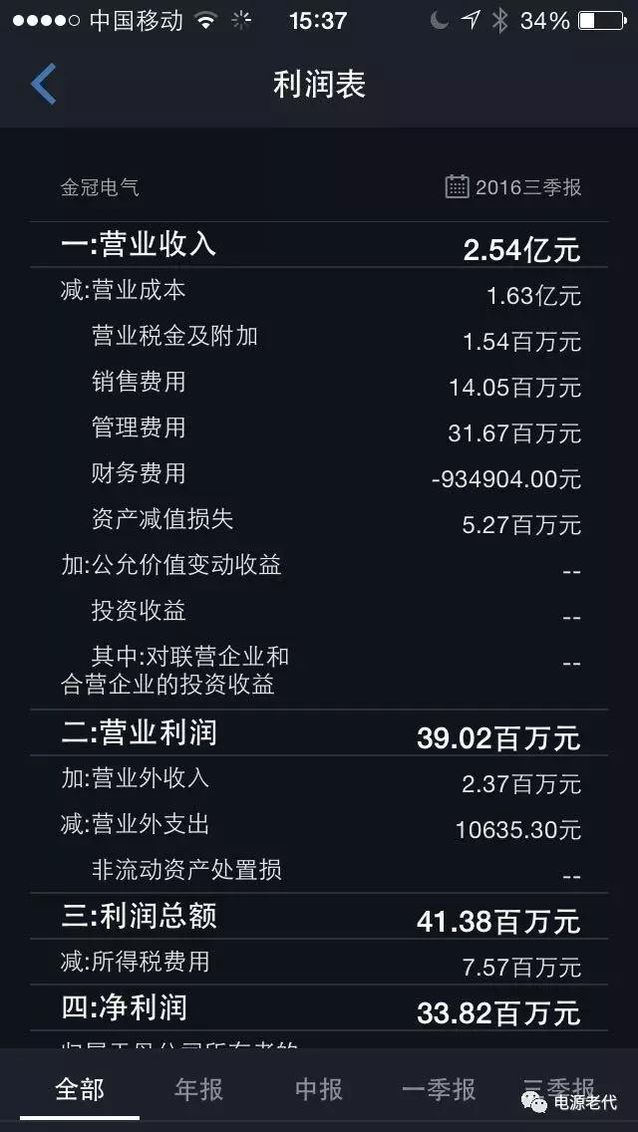 中国移动 15:37 34%
利润表
金冠电气 2016三季报
一:营业收入 2.54亿元
减:营业成本 1.63亿元
营业税金及附加 1.54百万元
销售费用 14.05百万元
管理费用 31.67百万元
财务费用 -934904.00元
资产减值损失 5.27百万元
加:公允价值变动收益 --
投资收益 --
其中:对联营企业和 --
合营企业的投资收益
二:营业利润 39.02百万元
加:营业外收入 2.37百万元
减:营业外支出 10635.30元
非流动资产处置损 --
三:利润总额 41.38百万元
减:所得税费用 7.57百万元
四:净利润 33.82百万元
归属于母公司所有者的
全部 年报 中报 一季报 三季报
电源老代